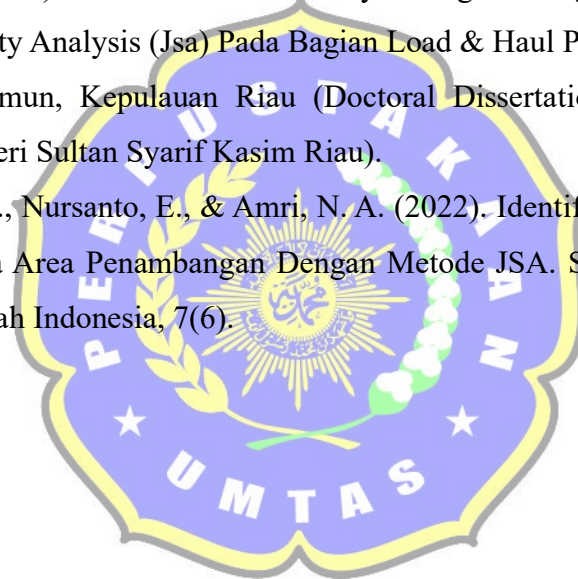 ty Analysis (Jsa) Pada Bagian Load & Haul P
mun, Kepulauan Riau (Doctoral Dissertatio
eri Sultan Syarif Kasim Riau).
., Nursanto, E., & Amri, N. A. (2022). Identif
a Area Penambangan Dengan Metode JSA. S
ah Indonesia, 7(6).
PERPUSTAKAAN
UMTAS